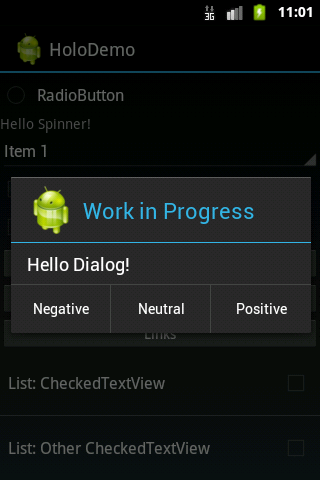 3G 11:01
HoloDemo
RadioButton
Hello Spinner!
Item 1
Work in Progress
Hello Dialog!
Negative Neutral Positive
Links
List: CheckedTextView
List: Other CheckedTextView